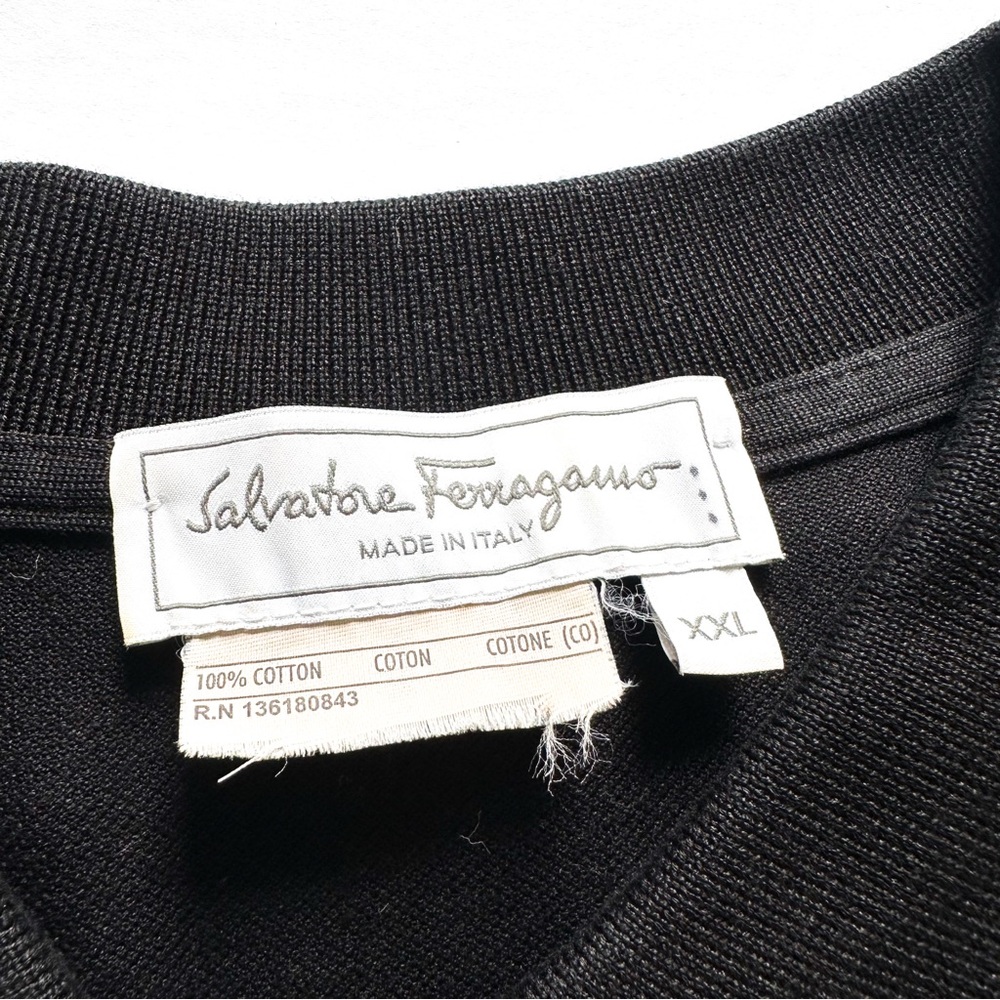 Salvatore Ferragamo
MADE IN ITALY
XXL
100% COTTON COTON COTONE (CO)
R.N 136180843